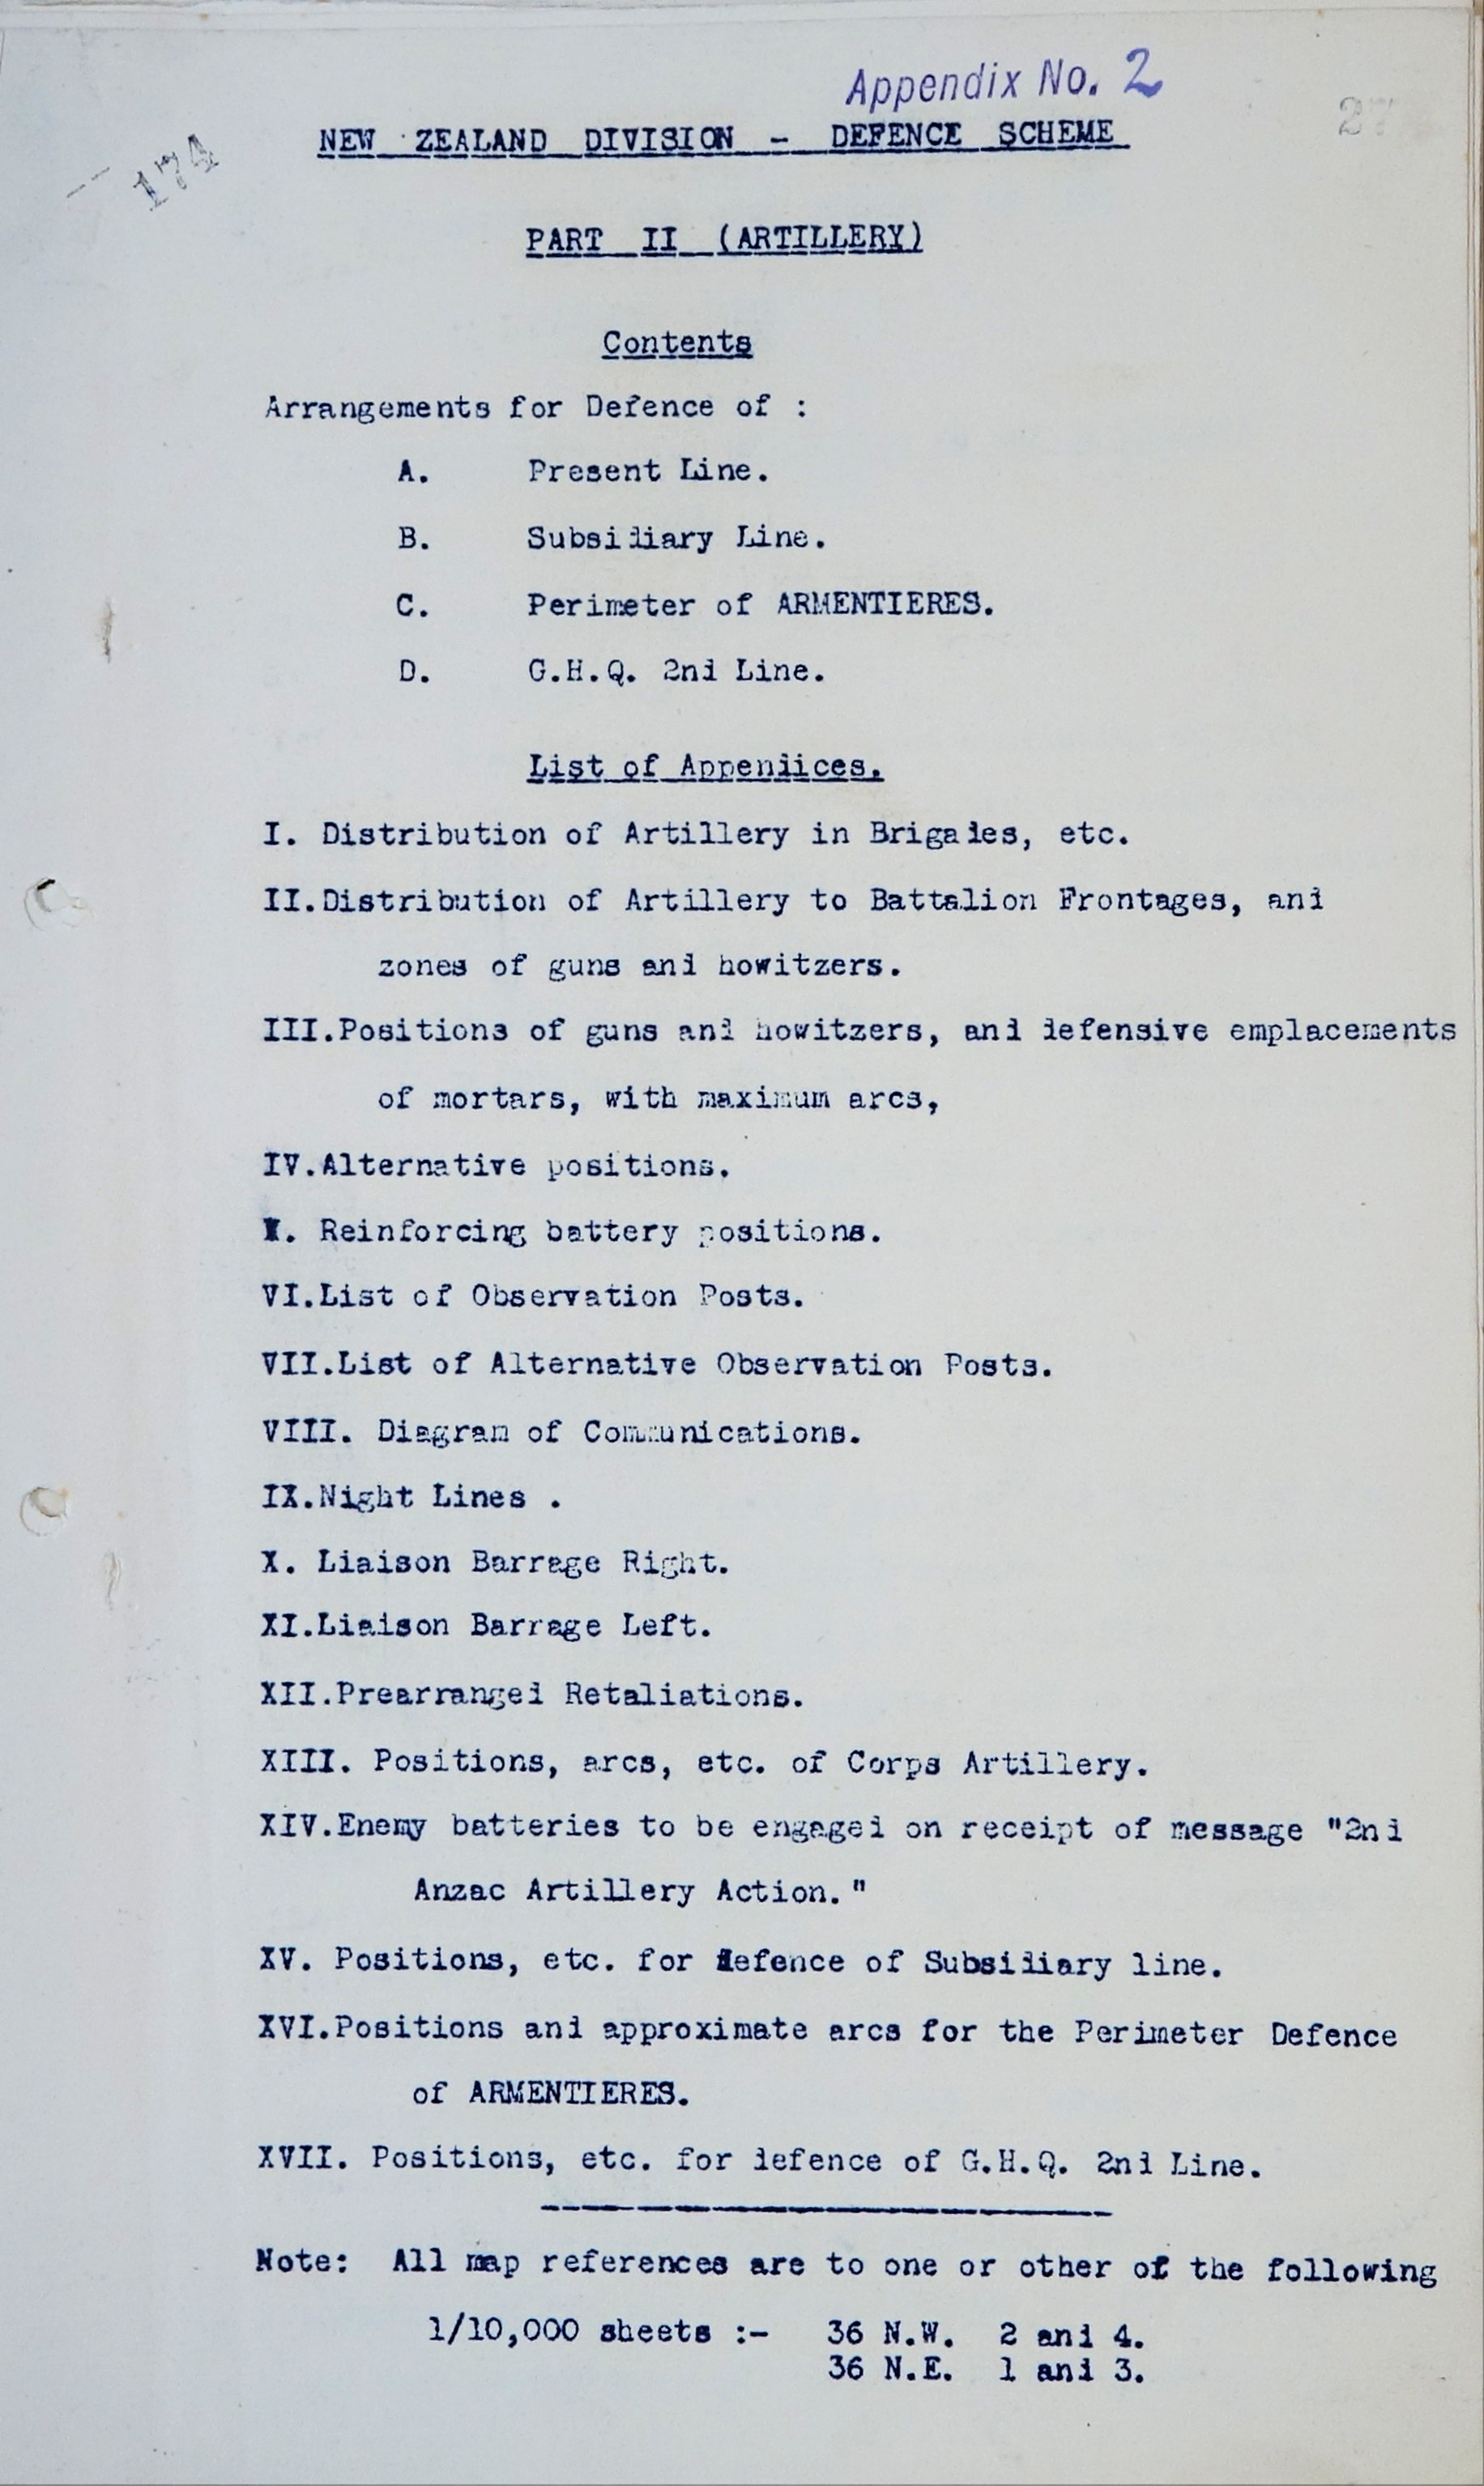 Appendix No. 2
27
174
NEW ZEALAND DIVISION - DEFENCE SCHEME
PART II (ARTILLERY)
Contents
Arrangements for Defence of :
A. Present Line.
B. Subsidiary Line.
C. Perimeter of ARMENTIERES.
D. G.H.Q. 2nd Line.
List of Appendices.
I. Distribution of Artillery in Brigades, etc.
II. Distribution of Artillery to Battalion Frontages, and
zones of guns and howitzers.
III. Positions of guns and howitzers, and defensive emplacements
of mortars, with maximum arcs,
IV. Alternative positions.
V. Reinforcing battery positions.
VI. List of Observation Posts.
VII. List of Alternative Observation Posts.
VIII. Diagram of Communications.
IX. Night Lines .
X. Liaison Barrage Right.
XI. Liaison Barrage Left.
XII. Prearranged Retaliations.
XIII. Positions, arcs, etc. of Corps Artillery.
XIV. Enemy batteries to be engaged on receipt of message "2nd
Anzac Artillery Action."
XV. Positions, etc. for defence of Subsidiary line.
XVI. Positions and approximate arcs for the Perimeter Defence
of ARMENTIERES.
XVII. Positions, etc. for defence of G.H.Q. 2nd Line.
Note: All map references are to one or other of the following
1/10,000 sheets :- 36 N.W. 2 and 4.
36 N.E. 1 and 3.